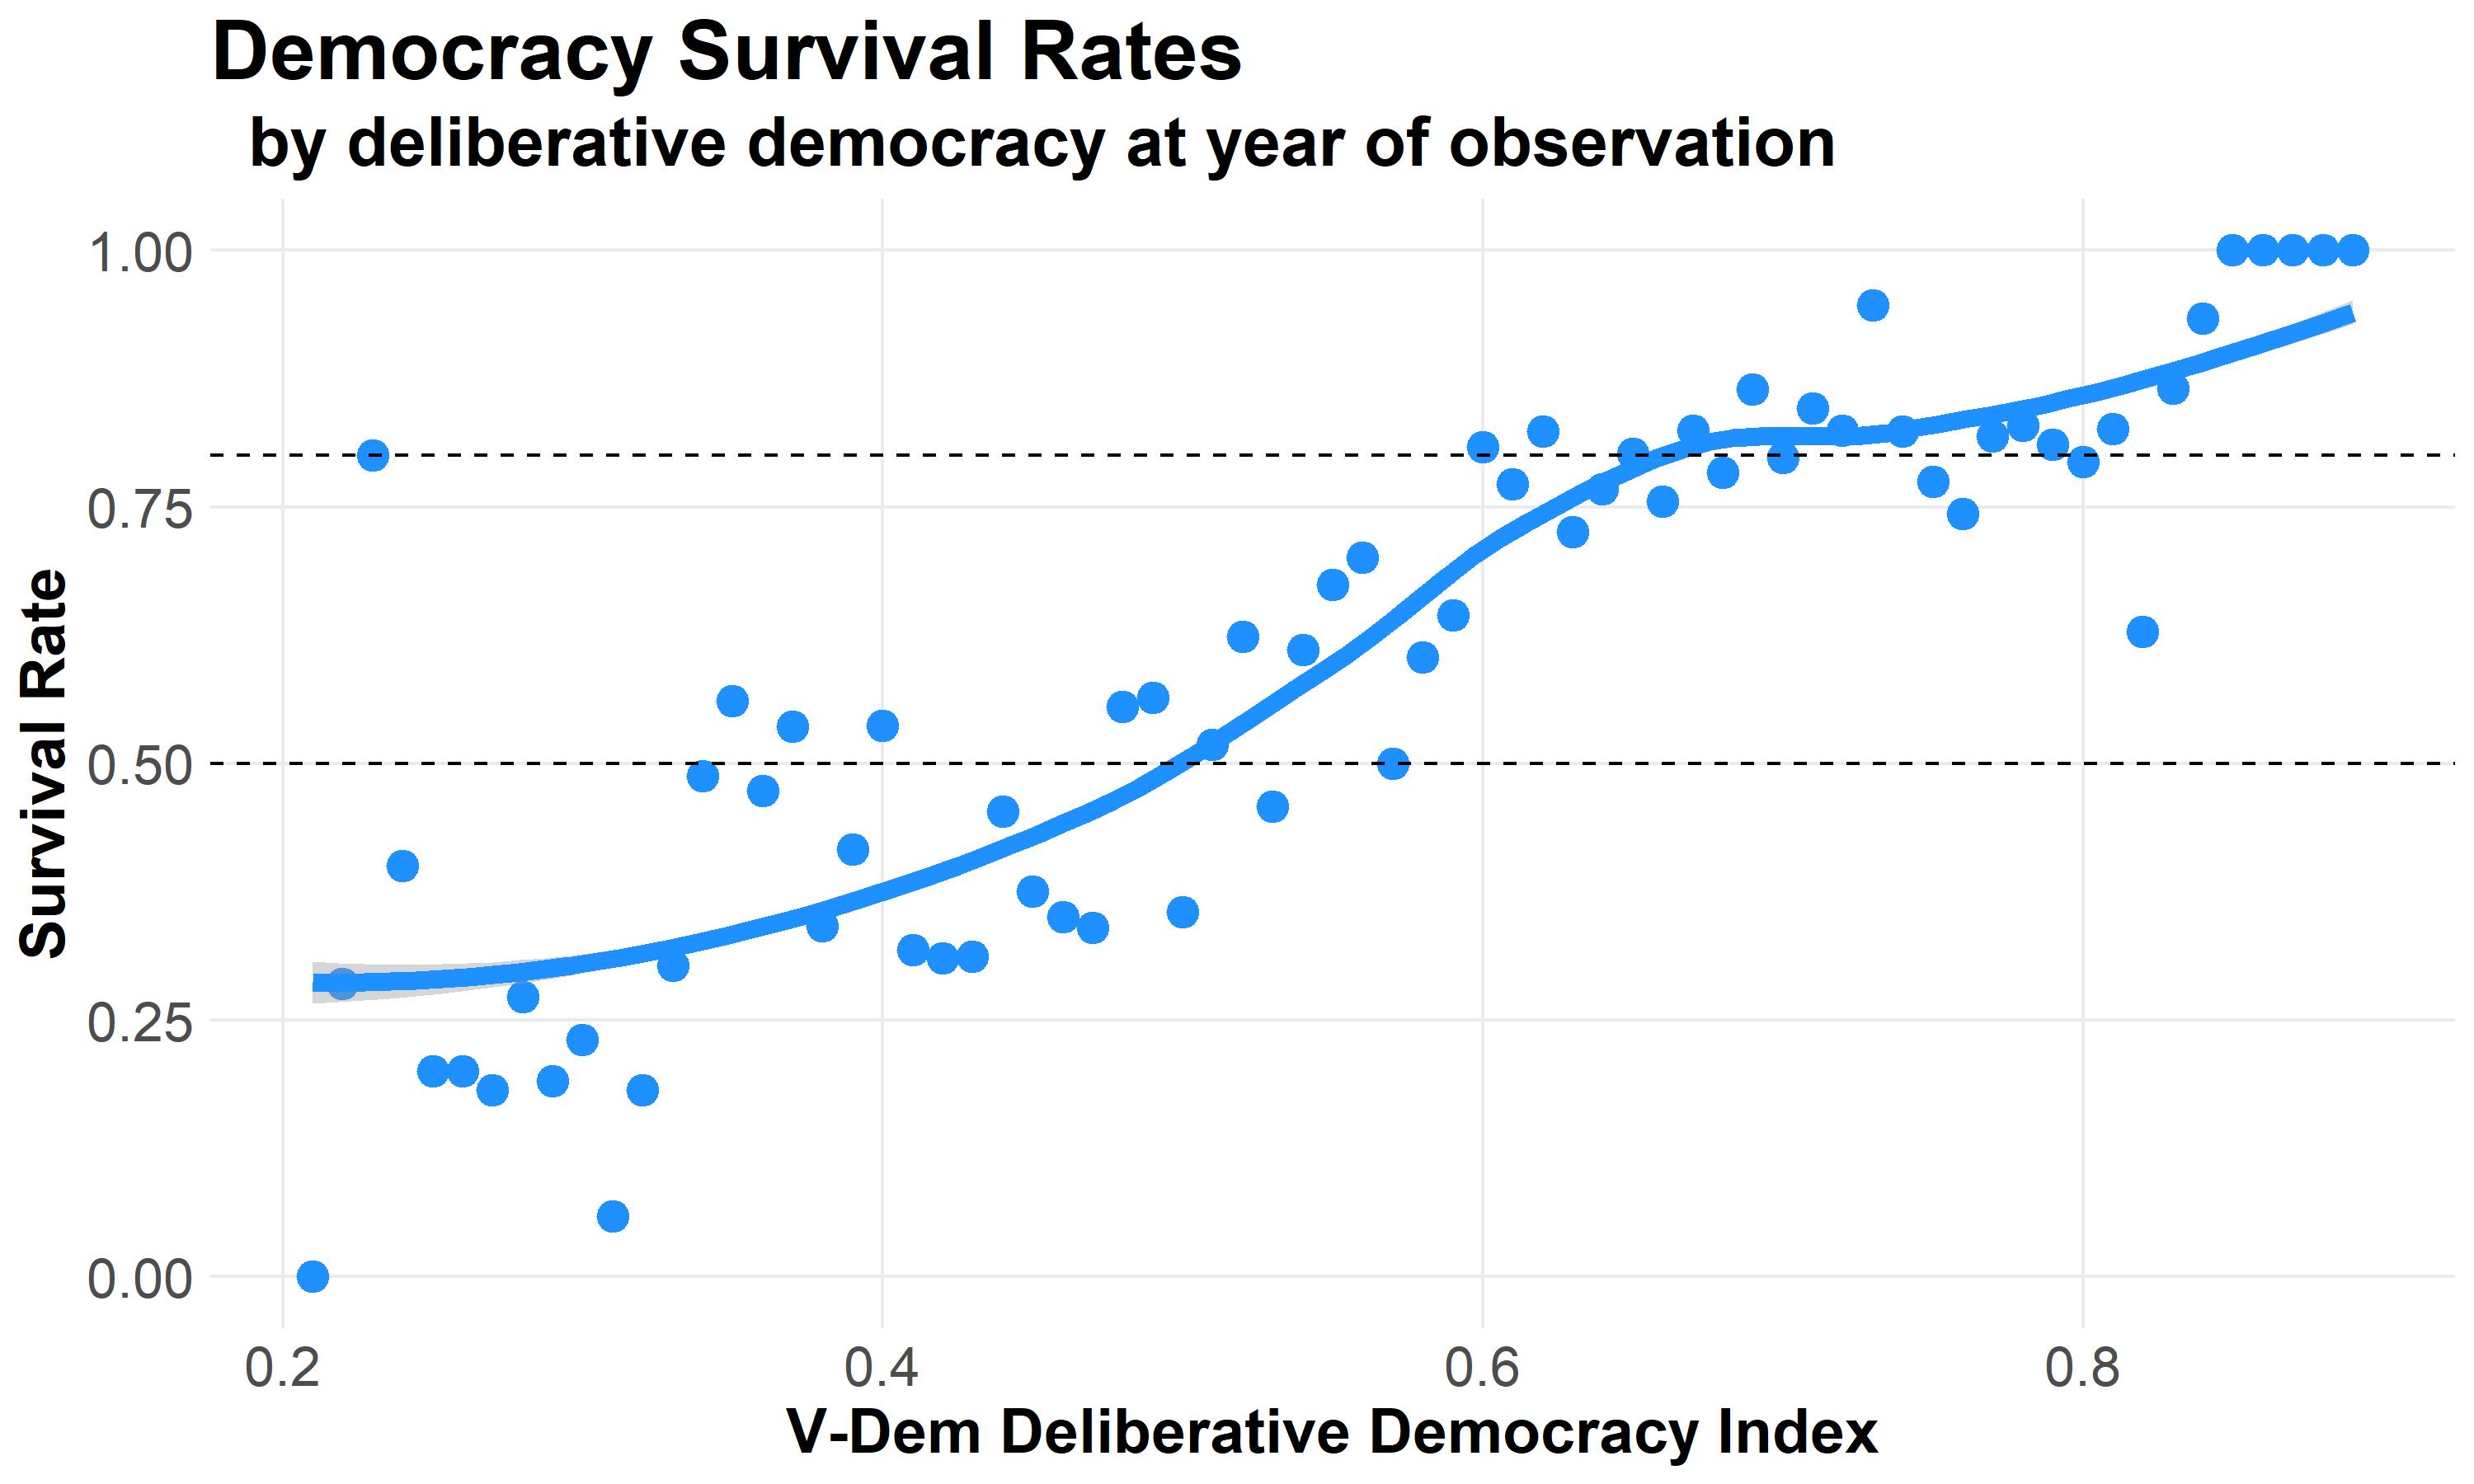 Democracy Survival Rates
by deliberative democracy at year of observation
1.00
0.75
0.50
0.25
0.00
Survival Rate
0.2 0.4 0.6 0.8
V-Dem Deliberative Democracy Index